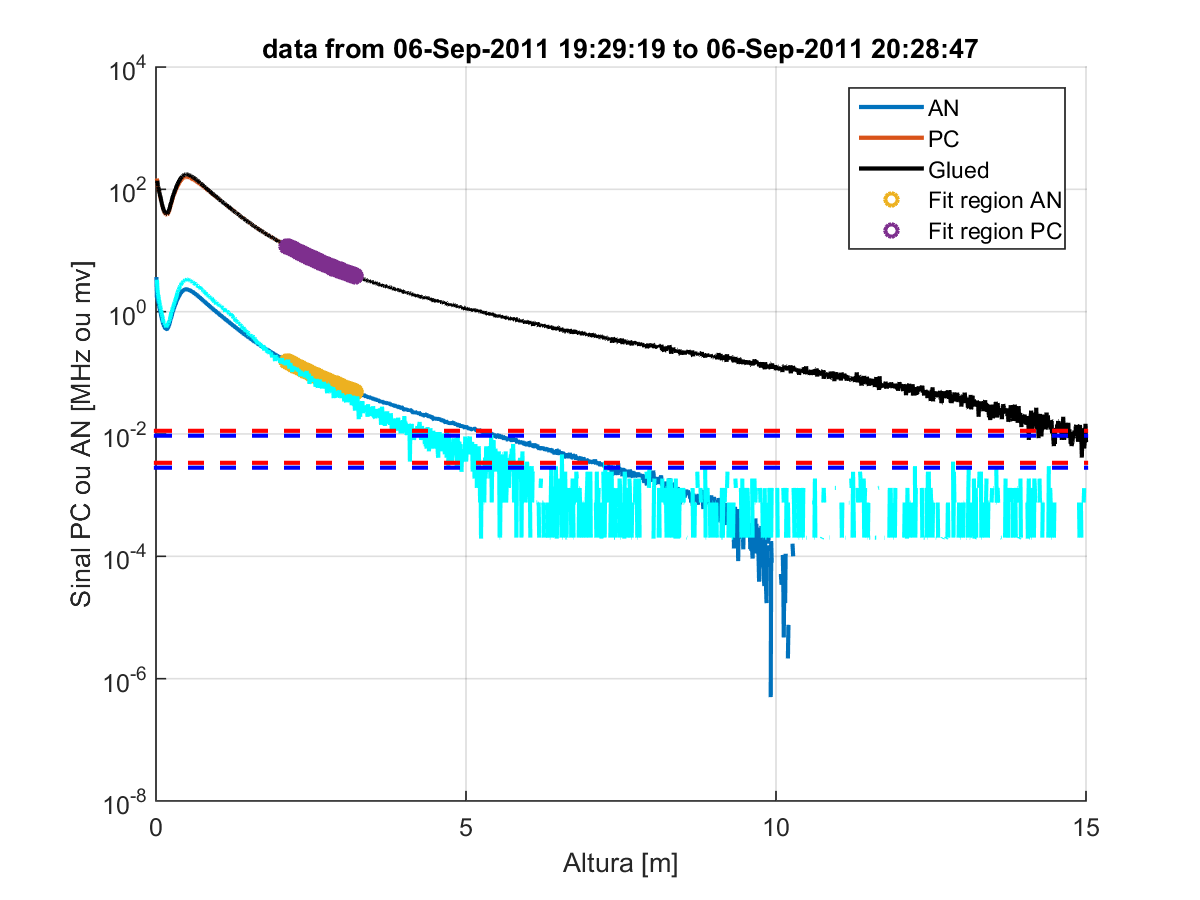 data from 06-Sep-2011 19:29:19 to 06-Sep-2011 20:28:47
AN
PC
Glued
Fit region AN
Fit region PC
Sinal PC ou AN [MHz ou mv]
10^4
10^2
10^0
10^-2
10^-4
10^-6
10^-8
0 5 10 15
Altura [m]